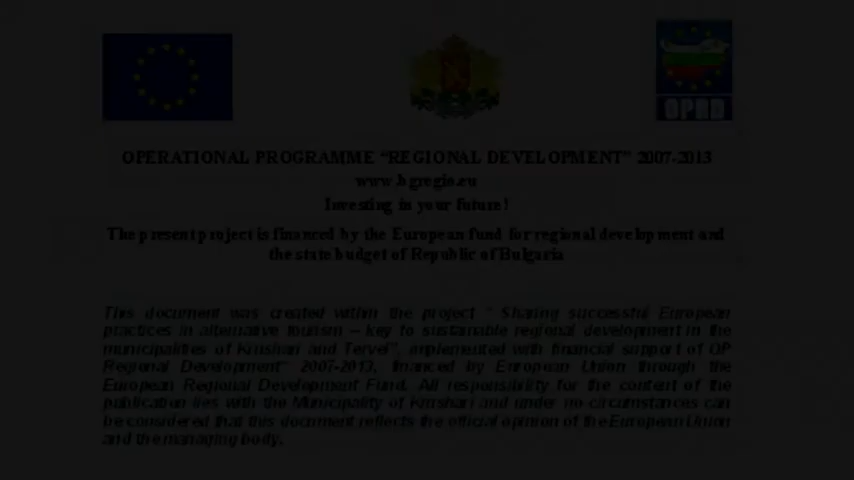 OPRD
OPERATIONAL PROGRAMME “REGIONAL DEVELOPMENT” 2007-2013
www.bgregio.eu
Investing in your future!
The present project is financed by the European fund for regional development and
the state budget of Republic of Bulgaria
This document was created within the project “ Sharing successful European
practices in alternative tourism – key to sustainable regional development in the
municipalities of Krushari and Tervel”, implemented with financial support of OP
Regional Development” 2007-2013, financed by European Union through the
European Regional Development Fund. All responsibility for the content of the
publication lies with the Municipality of Krushari and under no circumstances can
be considered that this document reflects the official opinion of the European Union
and the managing body.